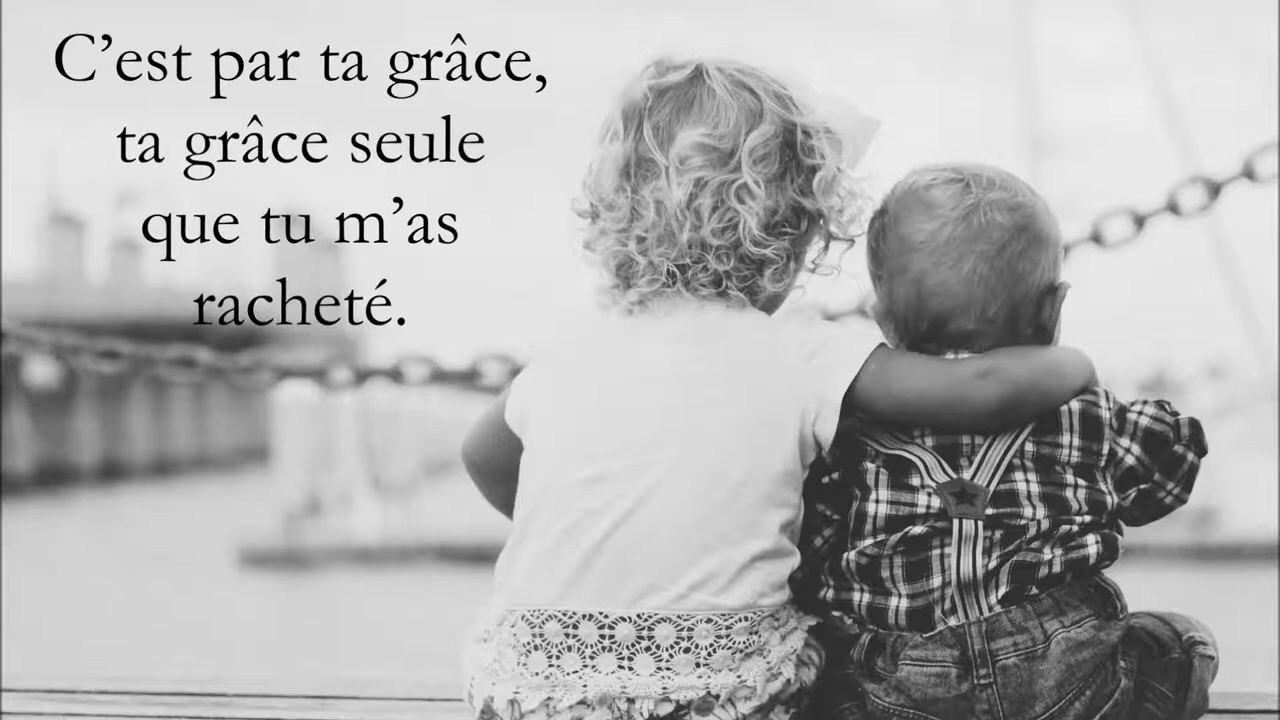 C’est par ta grâce,
ta grâce seule
que tu m’as
racheté.